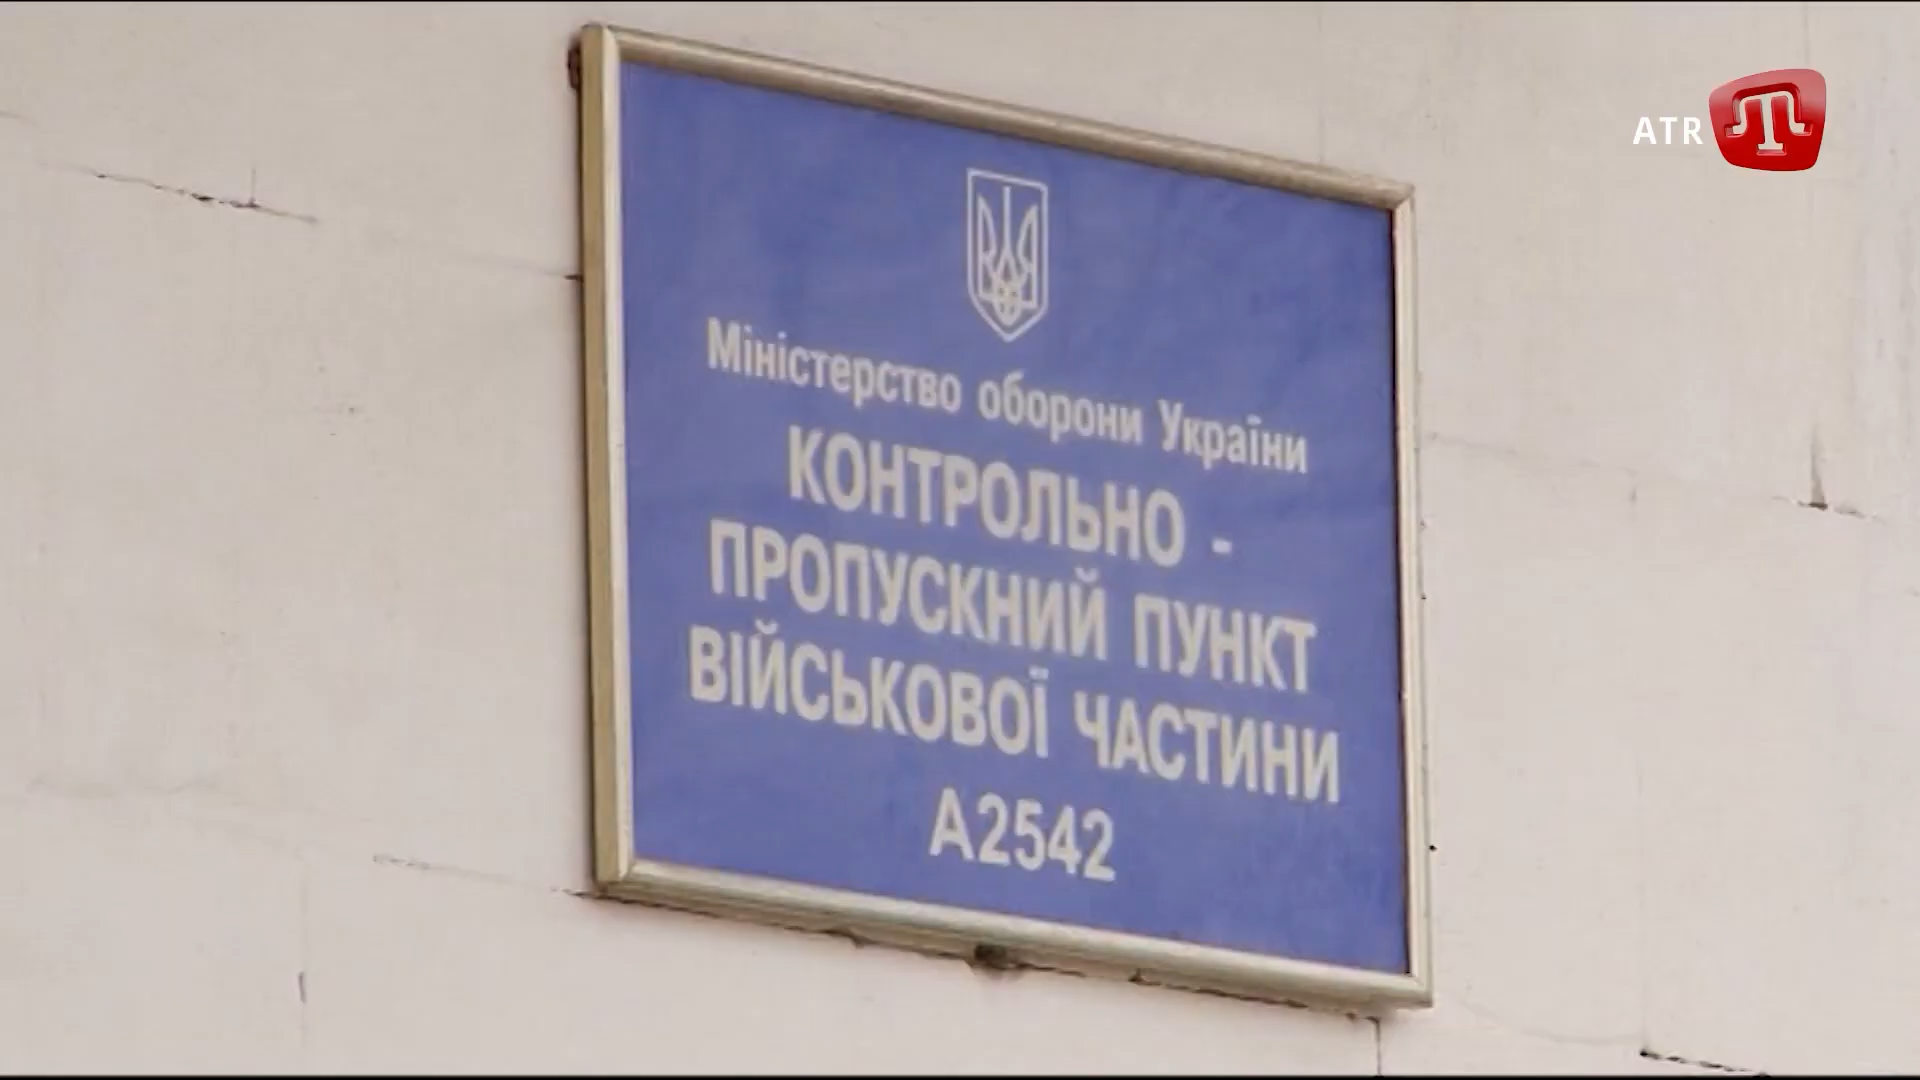 ATR
Міністерство оборони України
КОНТРОЛЬНО -
ПРОПУСКНИЙ ПУНКТ
ВІЙСЬКОВОЇ ЧАСТИНИ
А2542